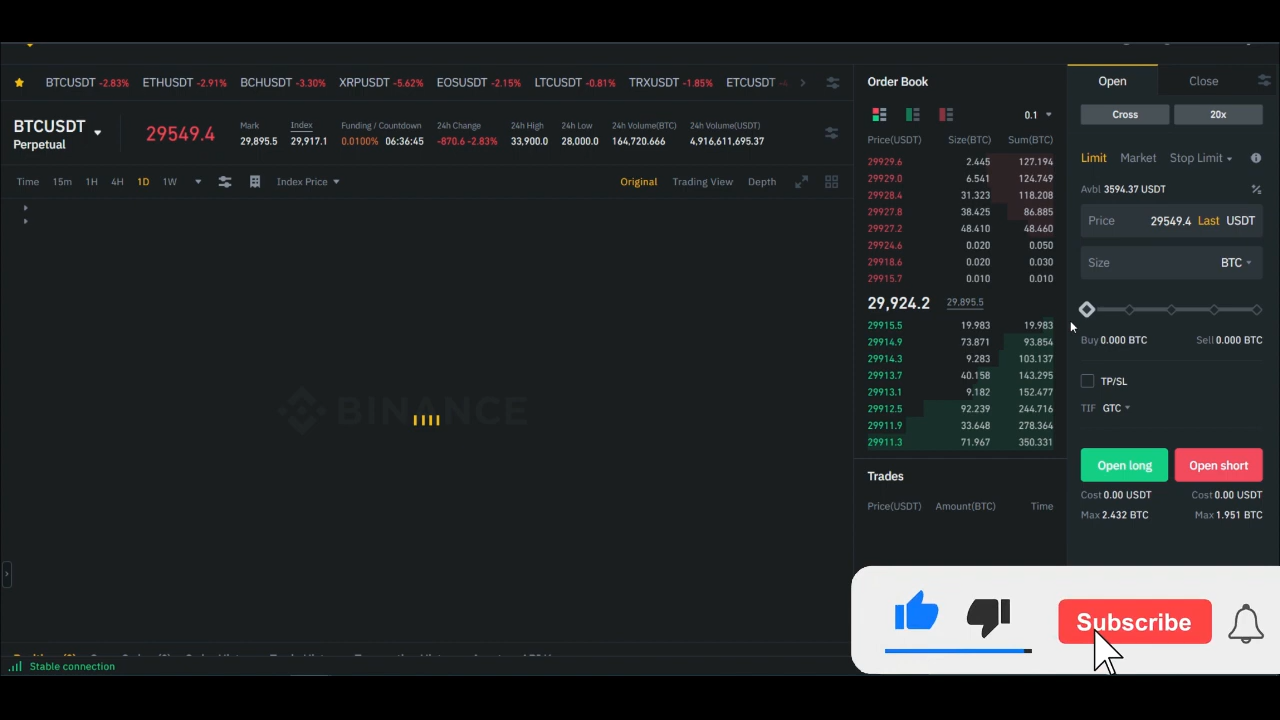 BTCUSDT -2.83% ETHUSDT -2.91% BCHUSDT -3.30% XRPUSDT -5.62% EOSUSDT -2.15% LTCUSDT -0.81% TRXUSDT -1.85% ETCUSDT
BTCUSDT
Perpetual
29549.4
Mark Index Funding / Countdown 24h Change 24h High 24h Low 24h Volume(BTC) 24h Volume(USDT)
29,895.5 29,917.1 0.0100% 06:36:45 -870.6 -2.83% 33,900.0 28,000.0 164,720.666 4,916,611,695.37
Time 15m 1H 4H 1D 1W Index Price Original Trading View Depth
BINANCE
Order Book
0.1
Price(USDT) Size(BTC) Sum(BTC)
29929.6 2.445 127.194
29929.0 6.541 124.749
29928.4 31.323 118.208
29927.8 38.425 86.885
29927.2 48.410 48.460
29924.6 0.020 0.050
29918.6 0.020 0.030
29915.7 0.010 0.010
29,924.2 29,895.5
29915.5 19.983 19.983
29914.9 73.871 93.854
29914.3 9.283 103.137
29913.7 40.158 143.295
29913.1 9.182 152.477
29912.5 92.239 244.716
29911.9 33.648 278.364
29911.3 71.967 350.331
Trades
Price(USDT) Amount(BTC) Time
Open Close
Cross 20x
Limit Market Stop Limit
Avbl 3594.37 USDT
Price 29549.4 Last USDT
Size BTC
Buy 0.000 BTC Sell 0.000 BTC
TP/SL
TIF GTC
Open long Open short
Cost 0.00 USDT Cost 0.00 USDT
Max 2.432 BTC Max 1.951 BTC
Subscribe
Stable connection